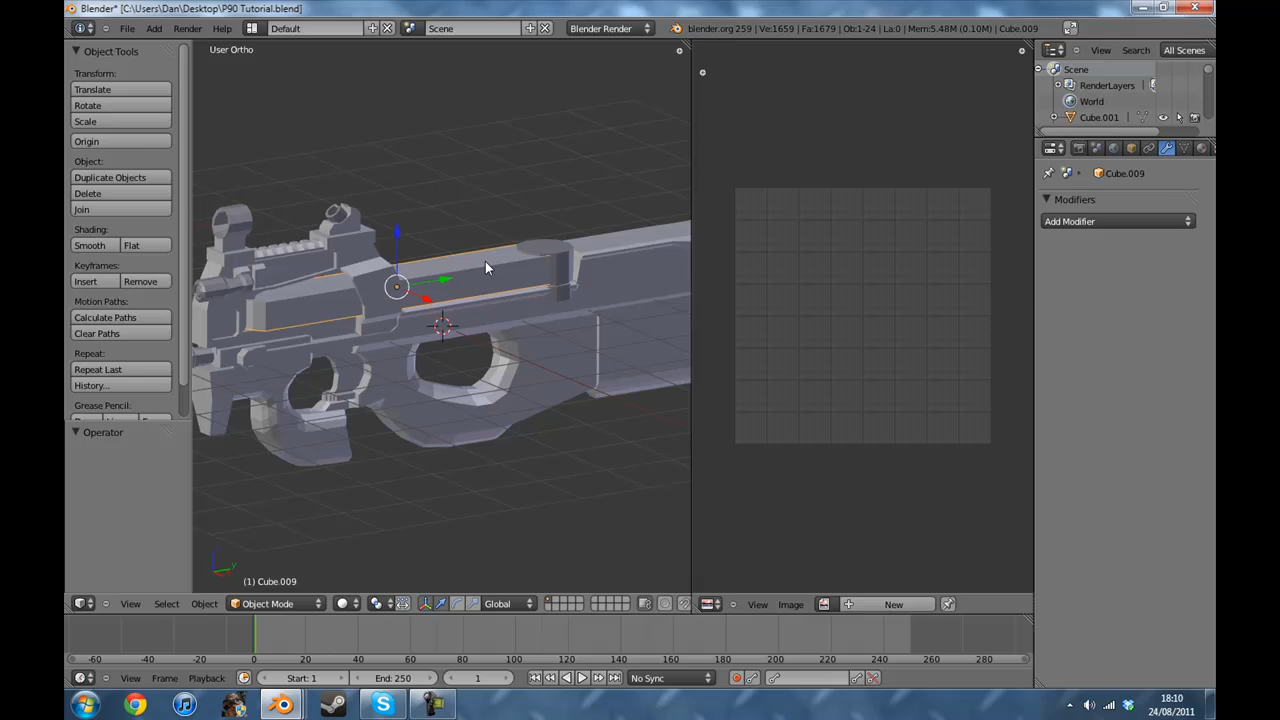 Blender* [C:\Users\Dan\Desktop\P90 Tutorial.blend]
File Add Render Help Default Scene Blender Render blender.org 259 | Ve:1659 | Fa:1679 | Ob:1-24 | La:0 | Mem:5.48M (0.10M) | Cube.009
Object Tools
Transform:
Translate
Rotate
Scale
Origin
Object:
Duplicate Objects
Delete
Join
Shading:
Smooth Flat
Keyframes:
Insert Remove
Motion Paths:
Calculate Paths
Clear Paths
Repeat:
Repeat Last
History...
Grease Pencil:
Operator
User Ortho
z
y
(1) Cube.009
View Select Object Object Mode Global
View Image New
View Search All Scenes
Scene
RenderLayers
World
Cube.001
Cube.009
Modifiers
Add Modifier
-60 -40 -20 0 20 40 60 80 100 120 140 160 180 200 220 240 260 280
View Frame Playback Start: 1 End: 250 1 No Sync
18:10
24/08/2011